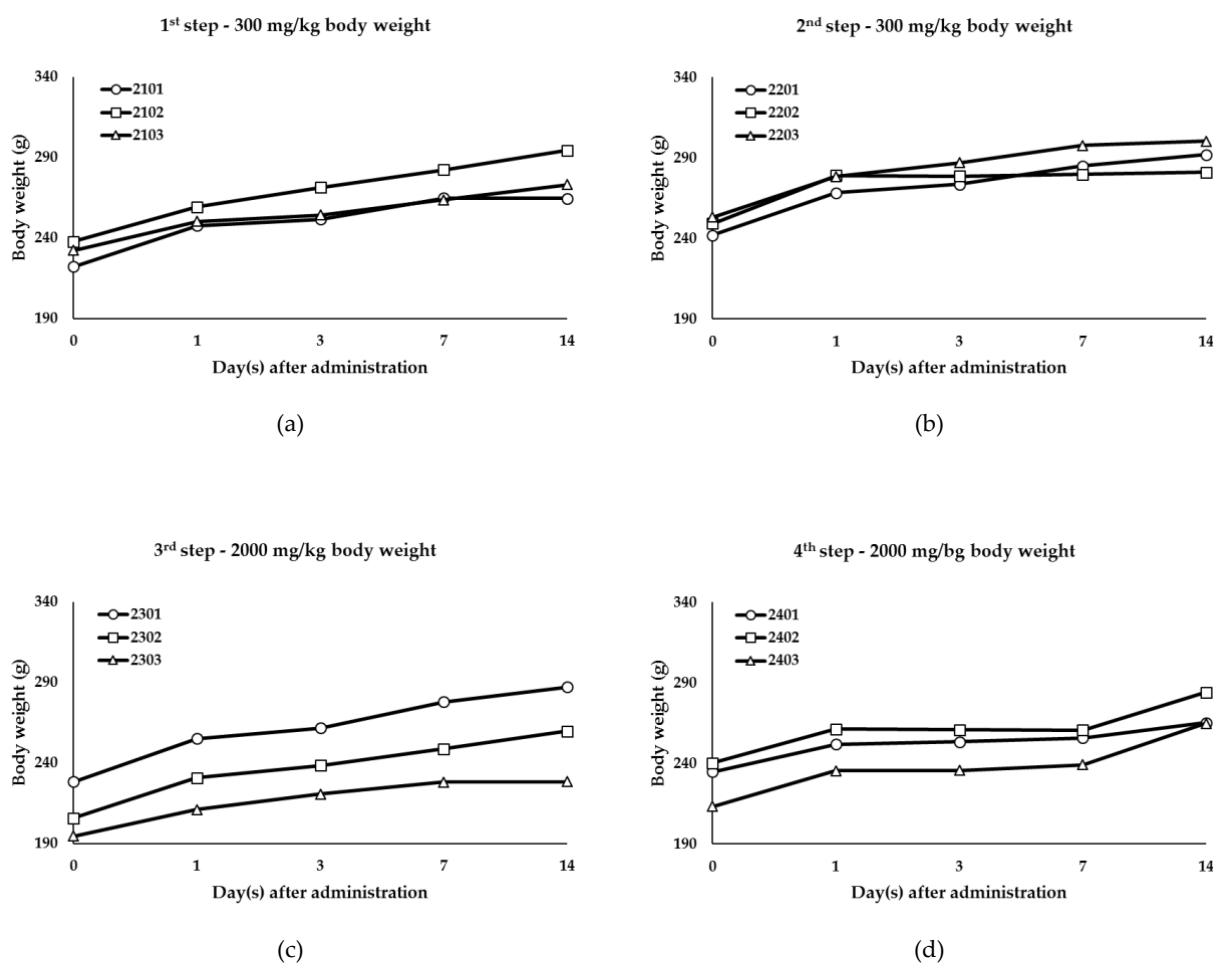 1st step - 300 mg/kg body weight
340
290
240
190
Body weight (g)
2101
2102
2103
0 1 3 7 14
Day(s) after administration
(a)
2nd step - 300 mg/kg body weight
340
290
240
190
Body weight (g)
2201
2202
2203
0 1 3 7 14
Day(s) after administration
(b)
3rd step - 2000 mg/kg body weight
340
290
240
190
Body weight (g)
2301
2302
2303
0 1 3 7 14
Day(s) after administration
(c)
4th step - 2000 mg/bg body weight
340
290
240
190
Body weight (g)
2401
2402
2403
0 1 3 7 14
Day(s) after administration
(d)